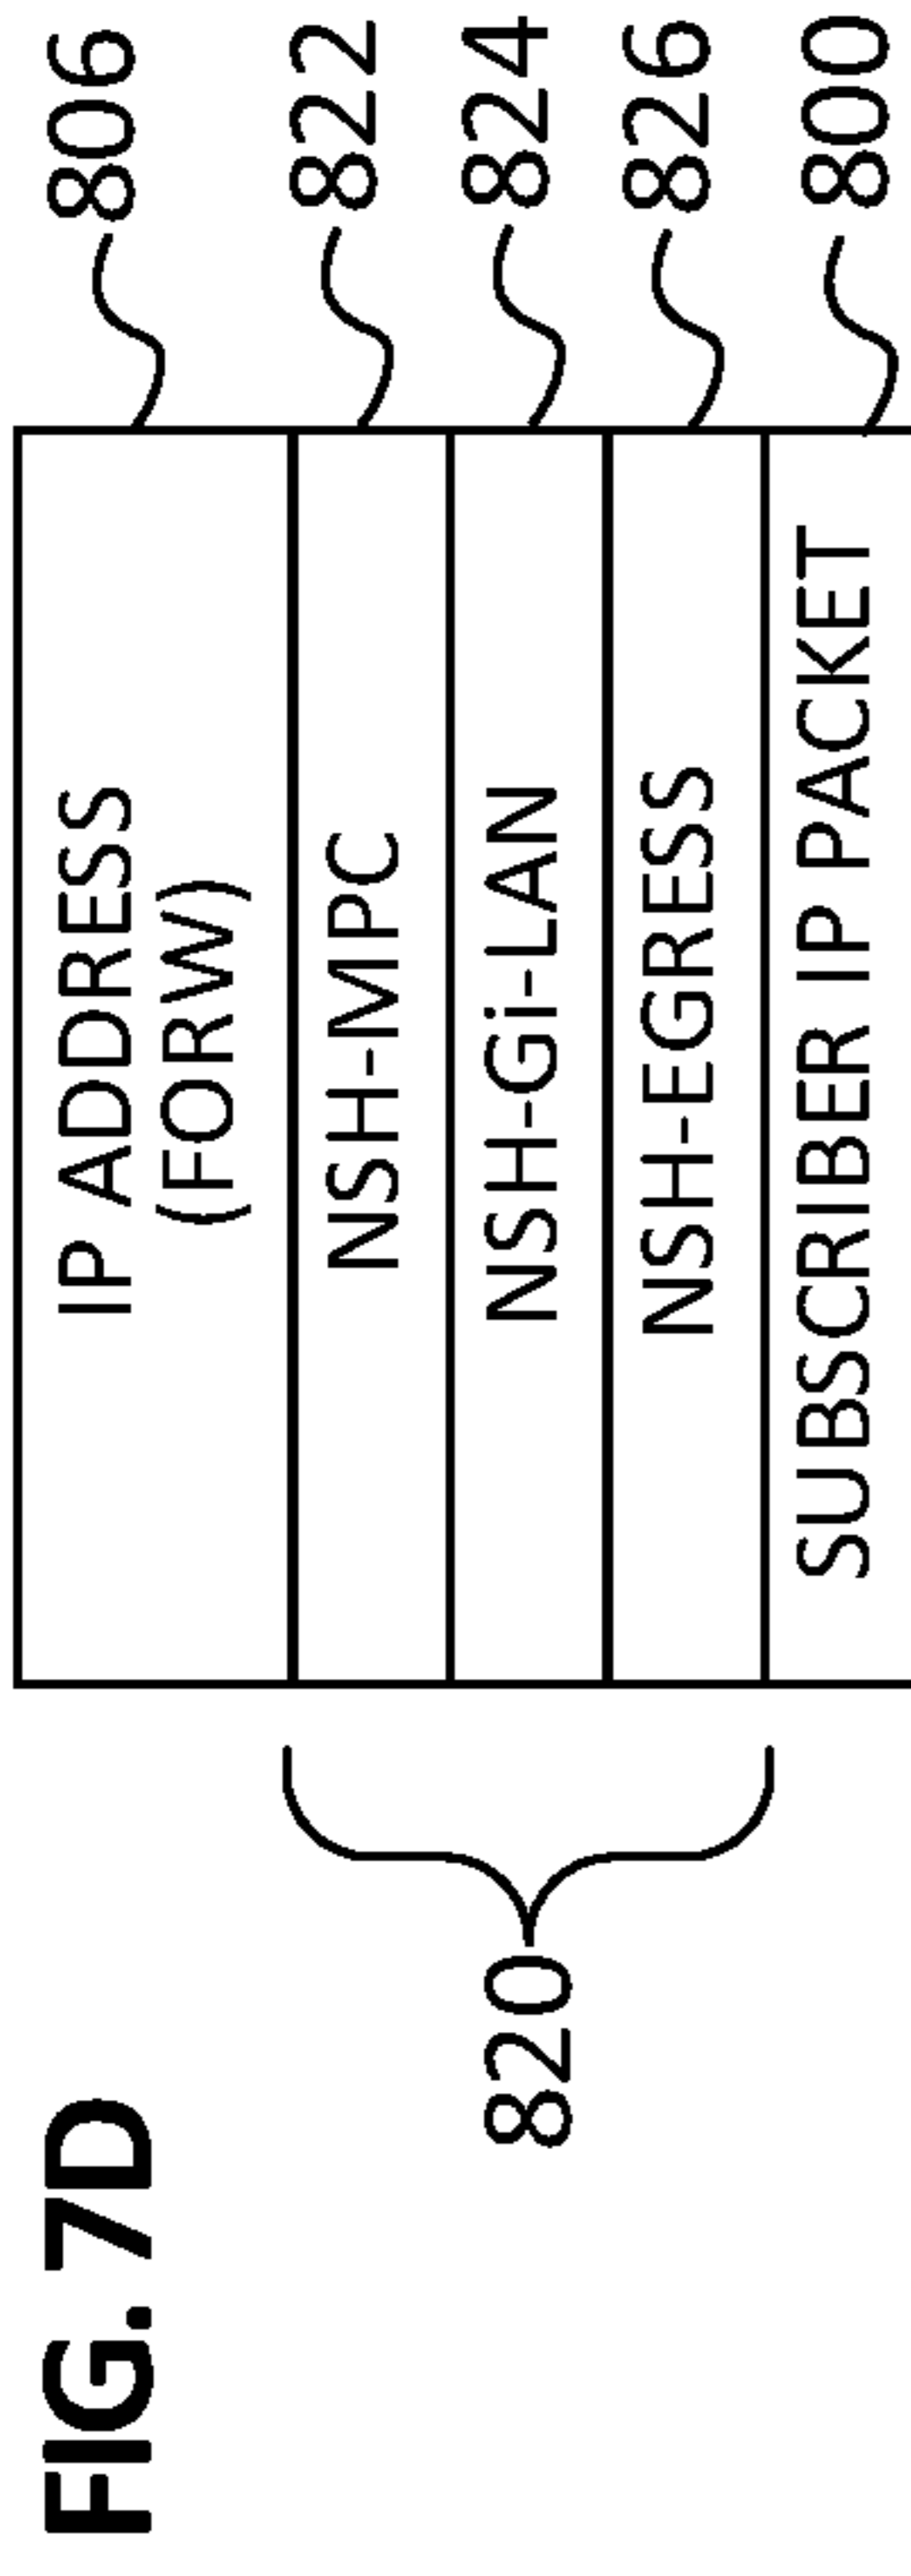 FIG. 7D
IP ADDRESS
(FORW)
806
NSH-MPC
822
820
NSH-Gi-LAN
824
NSH-EGRESS
826
SUBSCRIBER IP PACKET
800